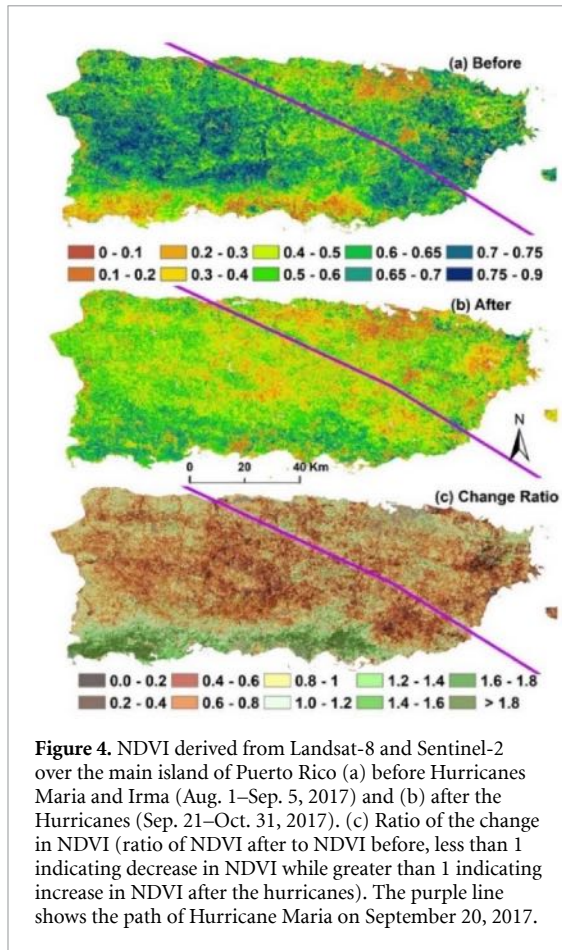 (a) Before
0 - 0.1 0.2 - 0.3 0.4 - 0.5 0.6 - 0.65 0.7 - 0.75
0.1 - 0.2 0.3 - 0.4 0.5 - 0.6 0.65 - 0.7 0.75 - 0.9
(b) After
N
0 20 40 Km
(c) Change Ratio
0.0 - 0.2 0.4 - 0.6 0.8 - 1 1.2 - 1.4 1.6 - 1.8
0.2 - 0.4 0.6 - 0.8 1.0 - 1.2 1.4 - 1.6 > 1.8
Figure 4. NDVI derived from Landsat-8 and Sentinel-2
over the main island of Puerto Rico (a) before Hurricanes
Maria and Irma (Aug. 1–Sep. 5, 2017) and (b) after the
Hurricanes (Sep. 21–Oct. 31, 2017). (c) Ratio of the change
in NDVI (ratio of NDVI after to NDVI before, less than 1
indicating decrease in NDVI while greater than 1 indicating
increase in NDVI after the hurricanes). The purple line
shows the path of Hurricane Maria on September 20, 2017.